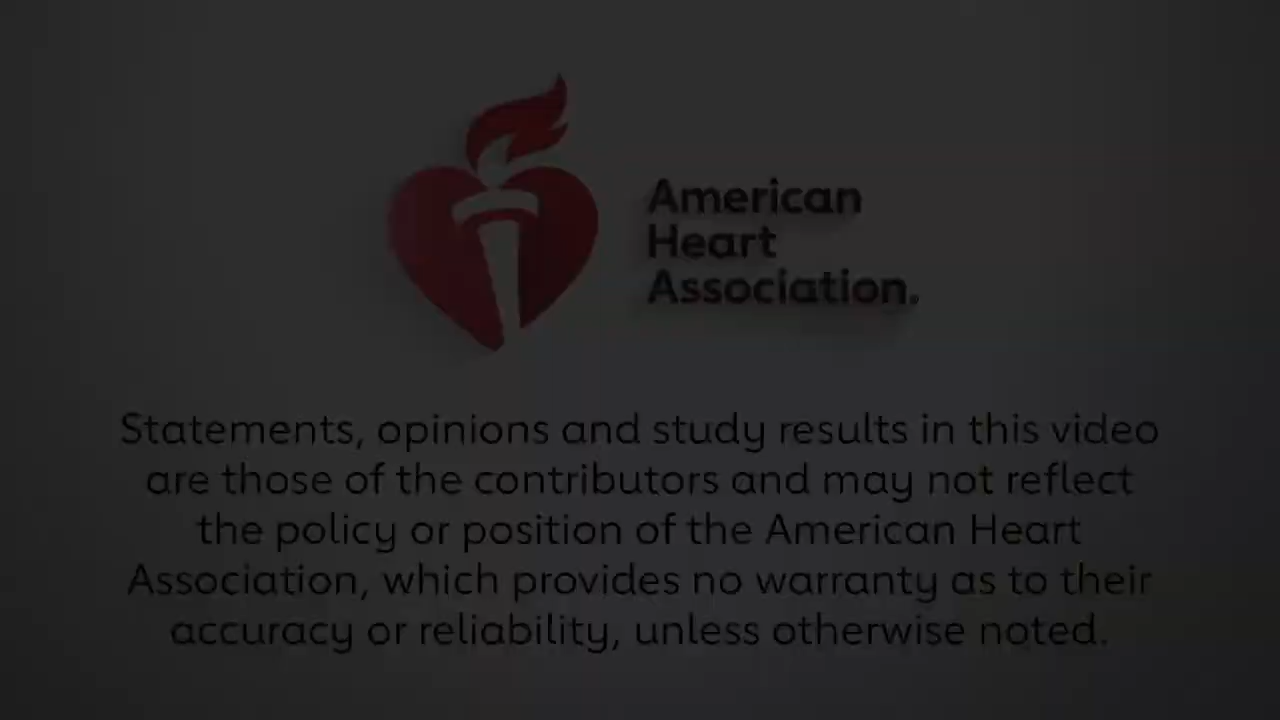 American
Heart
Association.
Statements, opinions and study results in this video
are those of the contributors and may not reflect
the policy or position of the American Heart
Association, which provides no warranty as to their
accuracy or reliability, unless otherwise noted.